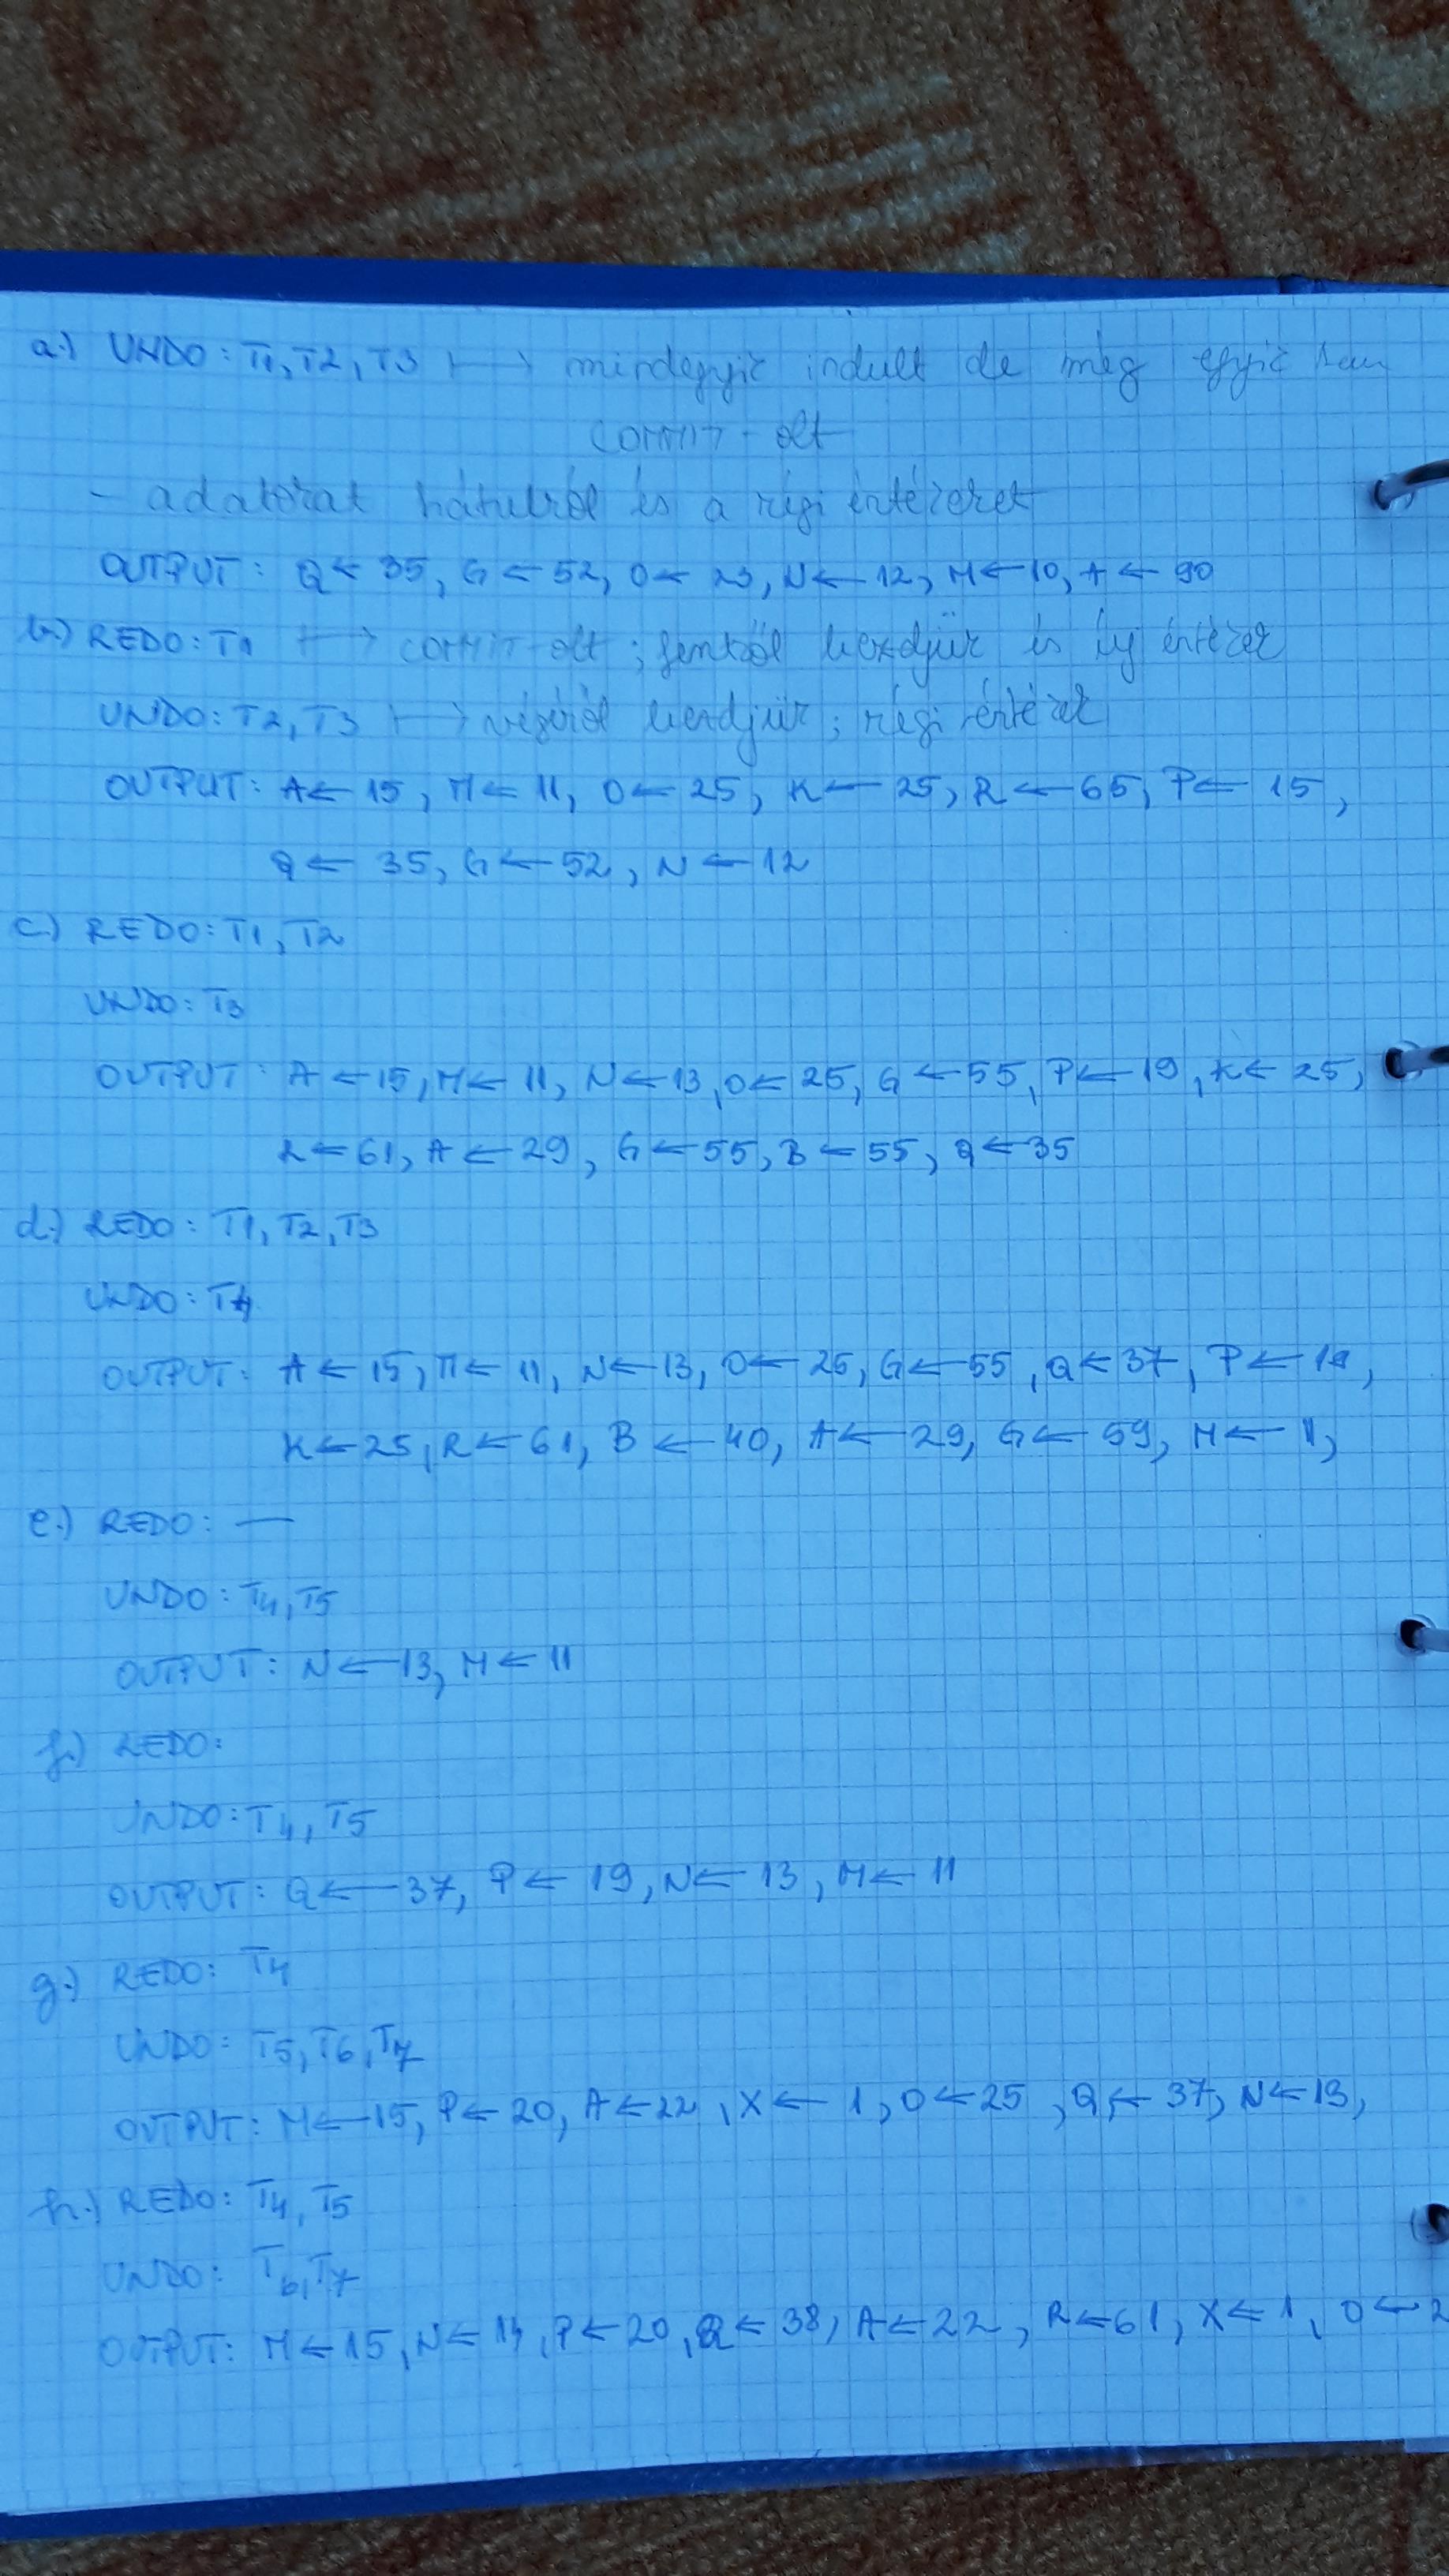 a.) UNDO: T1, T2, T3 ↦ mindegyik indult de még egyik sem
commit-olt
- adatokat hátulról és a régi értékeket
OUTPUT: Q ← 35, G ← 52, O ← 23, N ← 12, M ← 10, A ← 90
b.) REDO: T1 ↦ commit-olt; fentről kezdjük és új érték
UNDO: T2, T3 ↦ végéről kezdjük; régi érték
OUTPUT: A ← 15, M ← 11, O ← 25, K ← 25, R ← 65, P ← 15,
Q ← 35, G ← 52, N ← 12
c.) REDO: T1, T2
UNDO: T3
OUTPUT: A ← 15, M ← 11, N ← 13, O ← 25, G ← 55, P ← 19, K ← 25,
R ← 61, A ← 29, G ← 55, B ← 55, Q ← 35
d.) REDO: T1, T2, T3
UNDO: T4
OUTPUT: A ← 15, M ← 11, N ← 13, O ← 25, G ← 55, Q ← 37, P ← 19,
K ← 25, R ← 61, B ← 40, A ← 29, G ← 59, M ← 11,
e.) REDO: —
UNDO: T4, T5
OUTPUT: N ← 13, M ← 11
f.) REDO:
UNDO: T4, T5
OUTPUT: Q ← 37, P ← 19, N ← 13, M ← 11
g.) REDO: T4
UNDO: T5, T6, T7
OUTPUT: M ← 15, P ← 20, A ← 22, X ← 1, O ← 25, Q ← 37, N ← 13,
h.) REDO: T4, T5
UNDO: T6, T7
OUTPUT: M ← 15, N ← 14, P ← 20, Q ← 38, A ← 22, R ← 61, X ← 1, O ← 2